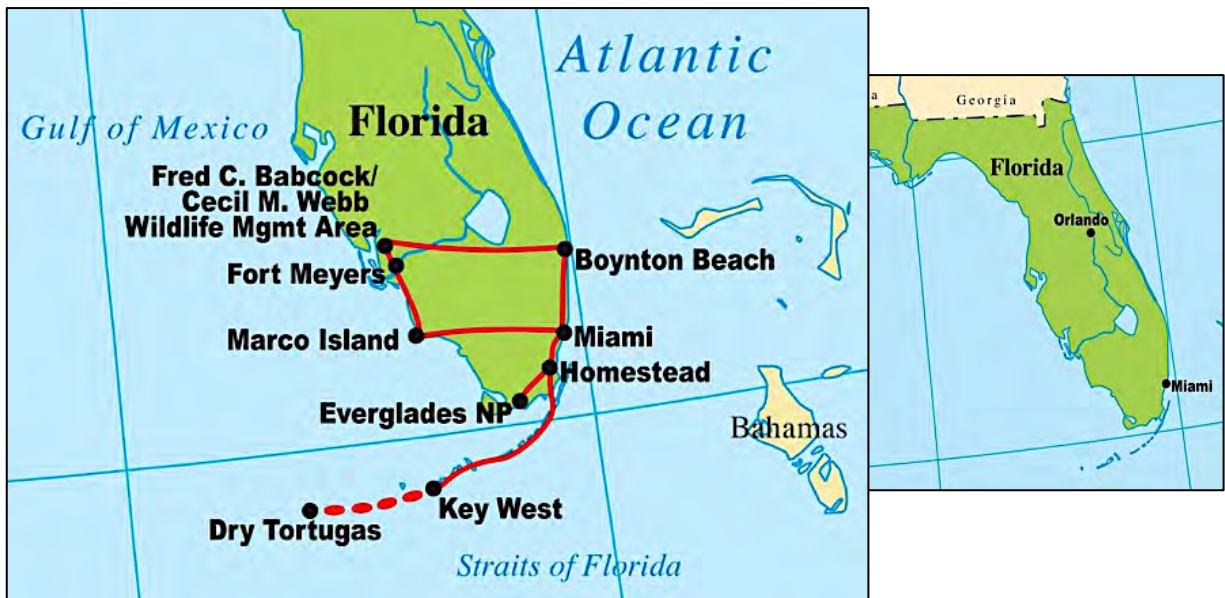 Atlantic
Ocean
Gulf of Mexico
Florida
Fred C. Babcock/
Cecil M. Webb
Wildlife Mgmt Area
Fort Meyers
Boynton Beach
Marco Island
Miami
Homestead
Everglades NP
Bahamas
Key West
Dry Tortugas
Straits of Florida
a
Georgia
Florida
Orlando
Miami